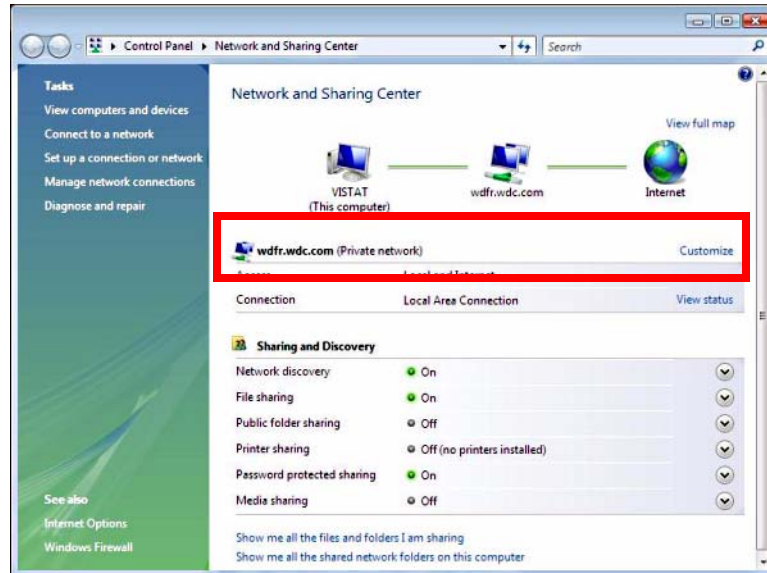 Control Panel
Network and Sharing Center
Search
Tasks
View computers and devices
Connect to a network
Set up a connection or network
Manage network connections
Diagnose and repair
See also
Internet Options
Windows Firewall
Network and Sharing Center
View full map
VISTAT
(This computer)
wdfr.wdc.com
Internet
wdfr.wdc.com (Private network) Customize
Access Local and Internet
Connection Local Area Connection View status
Sharing and Discovery
Network discovery On
File sharing On
Public folder sharing Off
Printer sharing Off (no printers installed)
Password protected sharing On
Media sharing Off
Show me all the files and folders I am sharing
Show me all the shared network folders on this computer